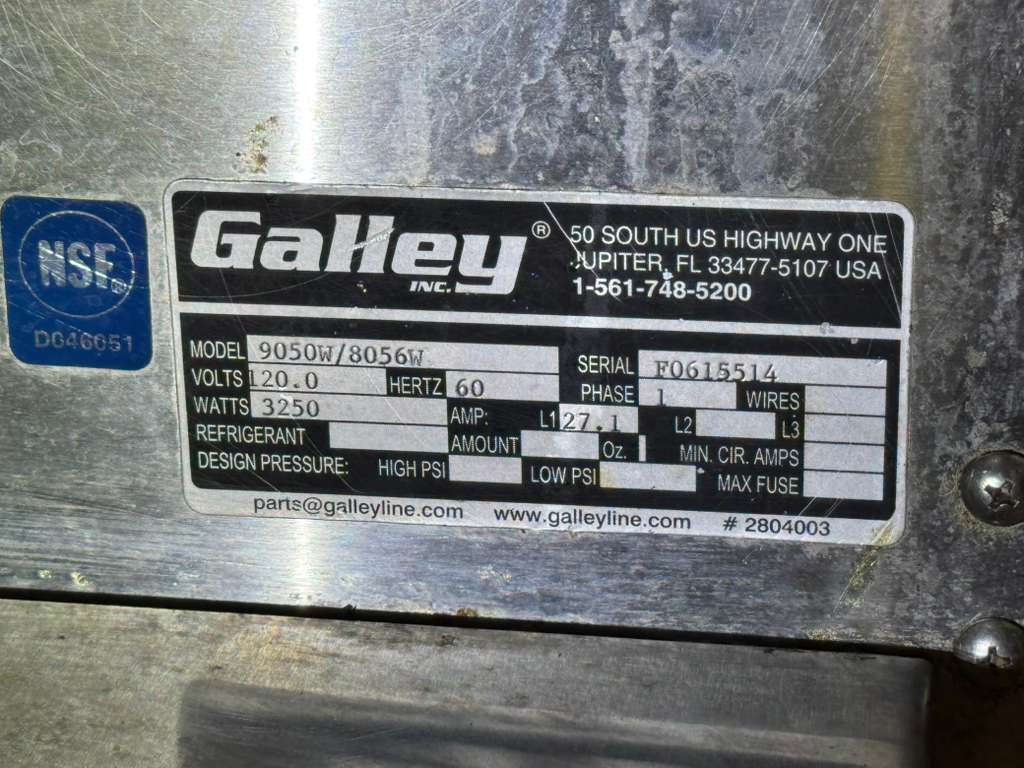 NSF®
D046051
Galley®
INC.
50 SOUTH US HIGHWAY ONE
JUPITER, FL 33477-5107 USA
1-561-748-5200
MODEL 9050W/8056W SERIAL F0615514
VOLTS 120.0 HERTZ 60 PHASE 1 WIRES
WATTS 3250 AMP: L1 27.1 L2 L3
REFRIGERANT AMOUNT Oz. MIN. CIR. AMPS
DESIGN PRESSURE: HIGH PSI LOW PSI MAX FUSE
parts@galleyline.com www.galleyline.com # 2804003